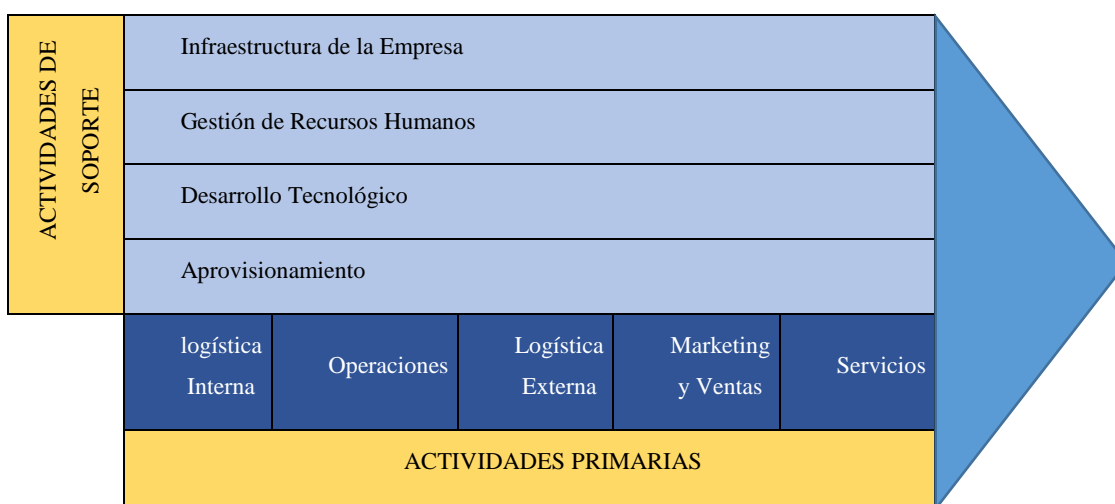 ACTIVIDADES DE
SOPORTE
Infraestructura de la Empresa
Gestión de Recursos Humanos
Desarrollo Tecnológico
Aprovisionamiento
logística
Interna
Operaciones
Logística
Externa
Marketing
y Ventas
Servicios
ACTIVIDADES PRIMARIAS